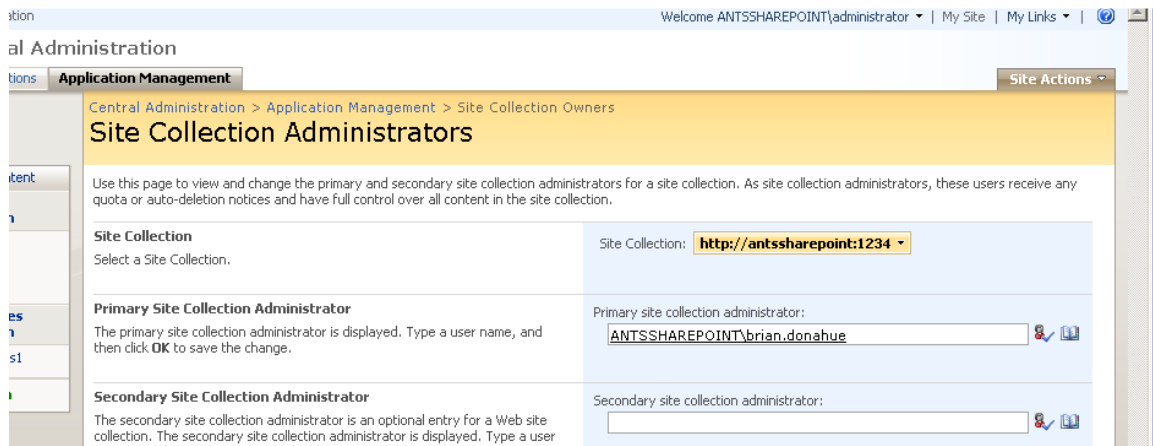 ation
Welcome ANTSSHAREPOINT\administrator | My Site | My Links |
al Administration
tions Application Management Site Actions
Central Administration > Application Management > Site Collection Owners
Site Collection Administrators
Use this page to view and change the primary and secondary site collection administrators for a site collection. As site collection administrators, these users receive any
quota or auto-deletion notices and have full control over all content in the site collection.
ntent
n
es
n
s1
Site Collection
Select a Site Collection.
Site Collection: http://antssharepoint:1234
Primary Site Collection Administrator
The primary site collection administrator is displayed. Type a user name, and
then click OK to save the change.
Primary site collection administrator:
ANTSSHAREPOINT\brian.donahue
Secondary Site Collection Administrator
The secondary site collection administrator is an optional entry for a Web site
collection. The secondary site collection administrator is displayed. Type a user
Secondary site collection administrator: